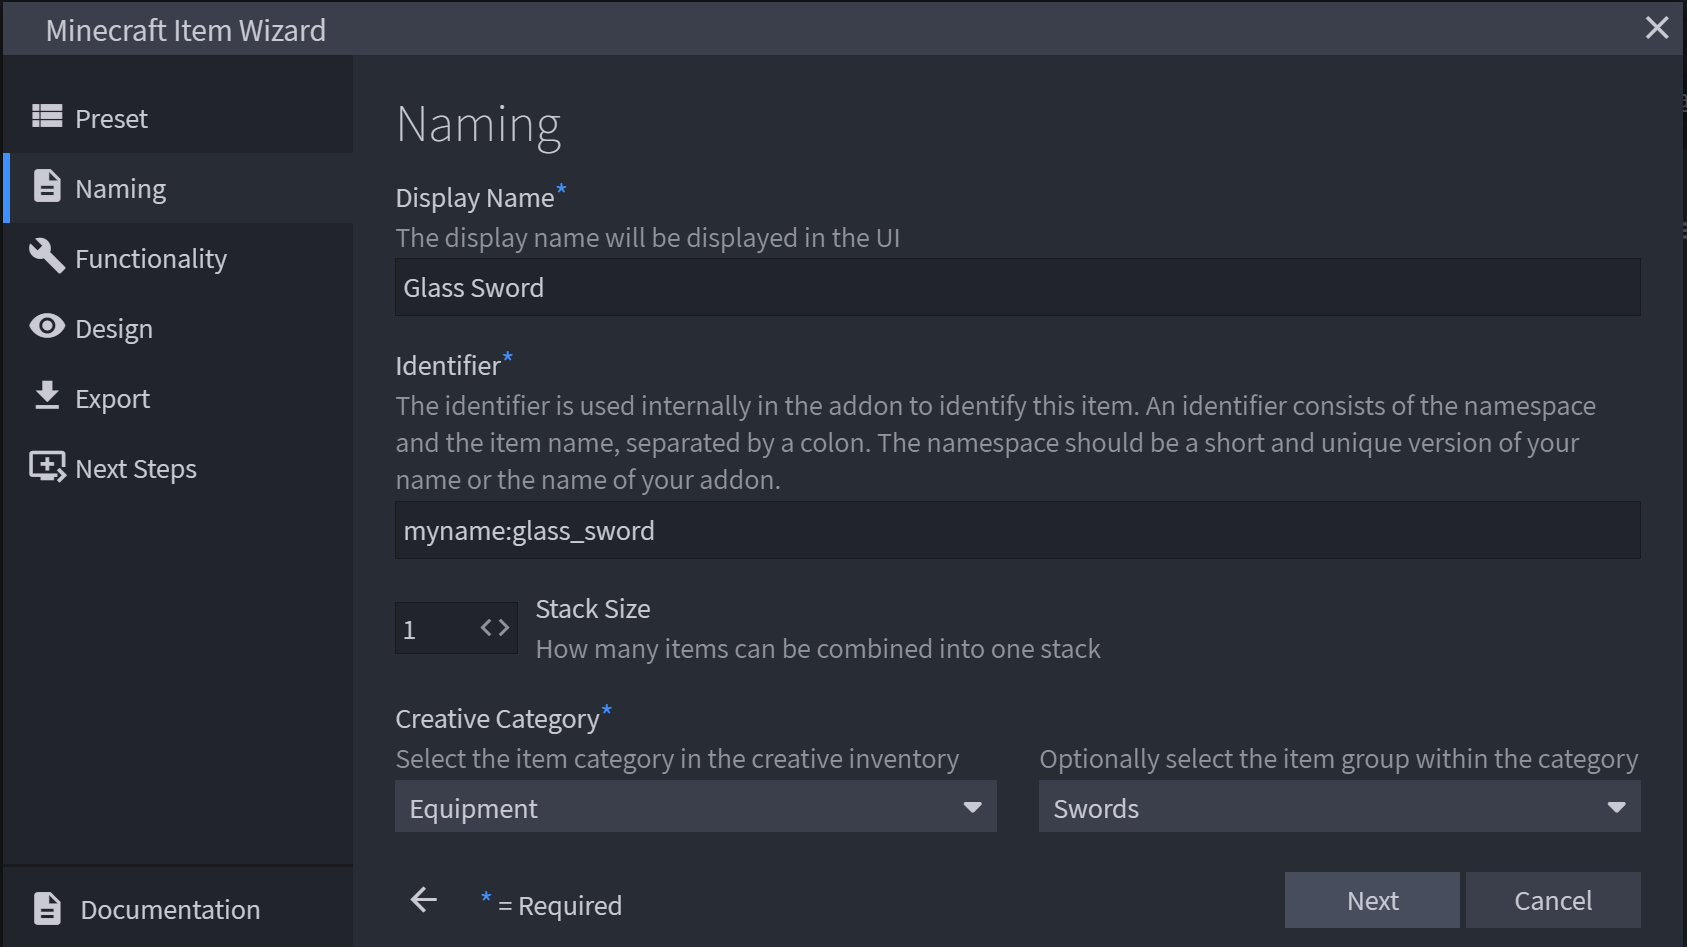 Minecraft Item Wizard
Preset
Naming
Functionality
Design
Export
Next Steps
Documentation
Naming
Display Name*
The display name will be displayed in the UI
Glass Sword
Identifier*
The identifier is used internally in the addon to identify this item. An identifier consists of the namespace
and the item name, separated by a colon. The namespace should be a short and unique version of your
name or the name of your addon.
myname:glass_sword
1
Stack Size
How many items can be combined into one stack
Creative Category*
Select the item category in the creative inventory
Equipment
Optionally select the item group within the category
Swords
* = Required
Next
Cancel